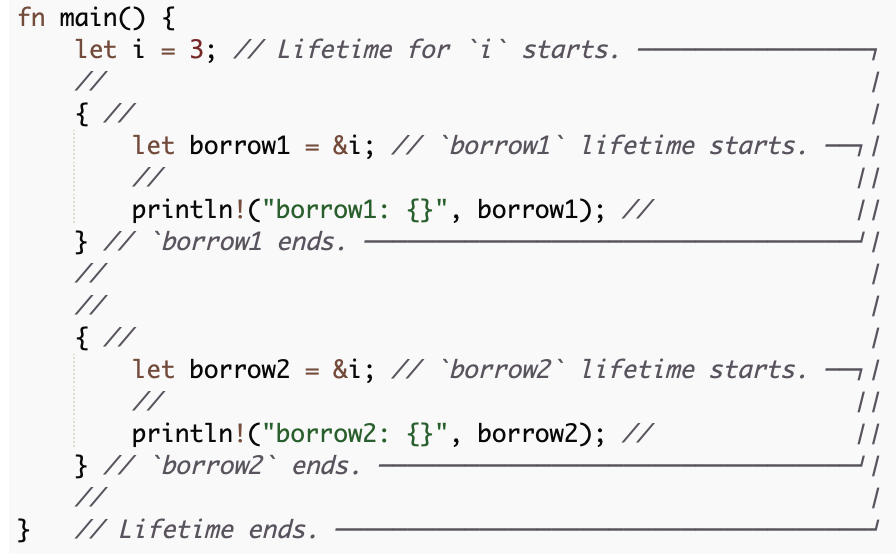 fn main() {
    let i = 3; // Lifetime for `i` starts. ────────────────┐
    //                                                     │
    { //                                                   │
        let borrow1 = &i; // `borrow1` lifetime starts. ──┐│
        //                                                ││
        println!("borrow1: {}", borrow1); //              ││
    } // `borrow1 ends. ──────────────────────────────────┘│
    //                                                     │
    //                                                     │
    { //                                                   │
        let borrow2 = &i; // `borrow2` lifetime starts. ──┐│
        //                                                ││
        println!("borrow2: {}", borrow2); //              ││
    } // `borrow2` ends. ─────────────────────────────────┘│
    //                                                     │
}   // Lifetime ends. ─────────────────────────────────────┘